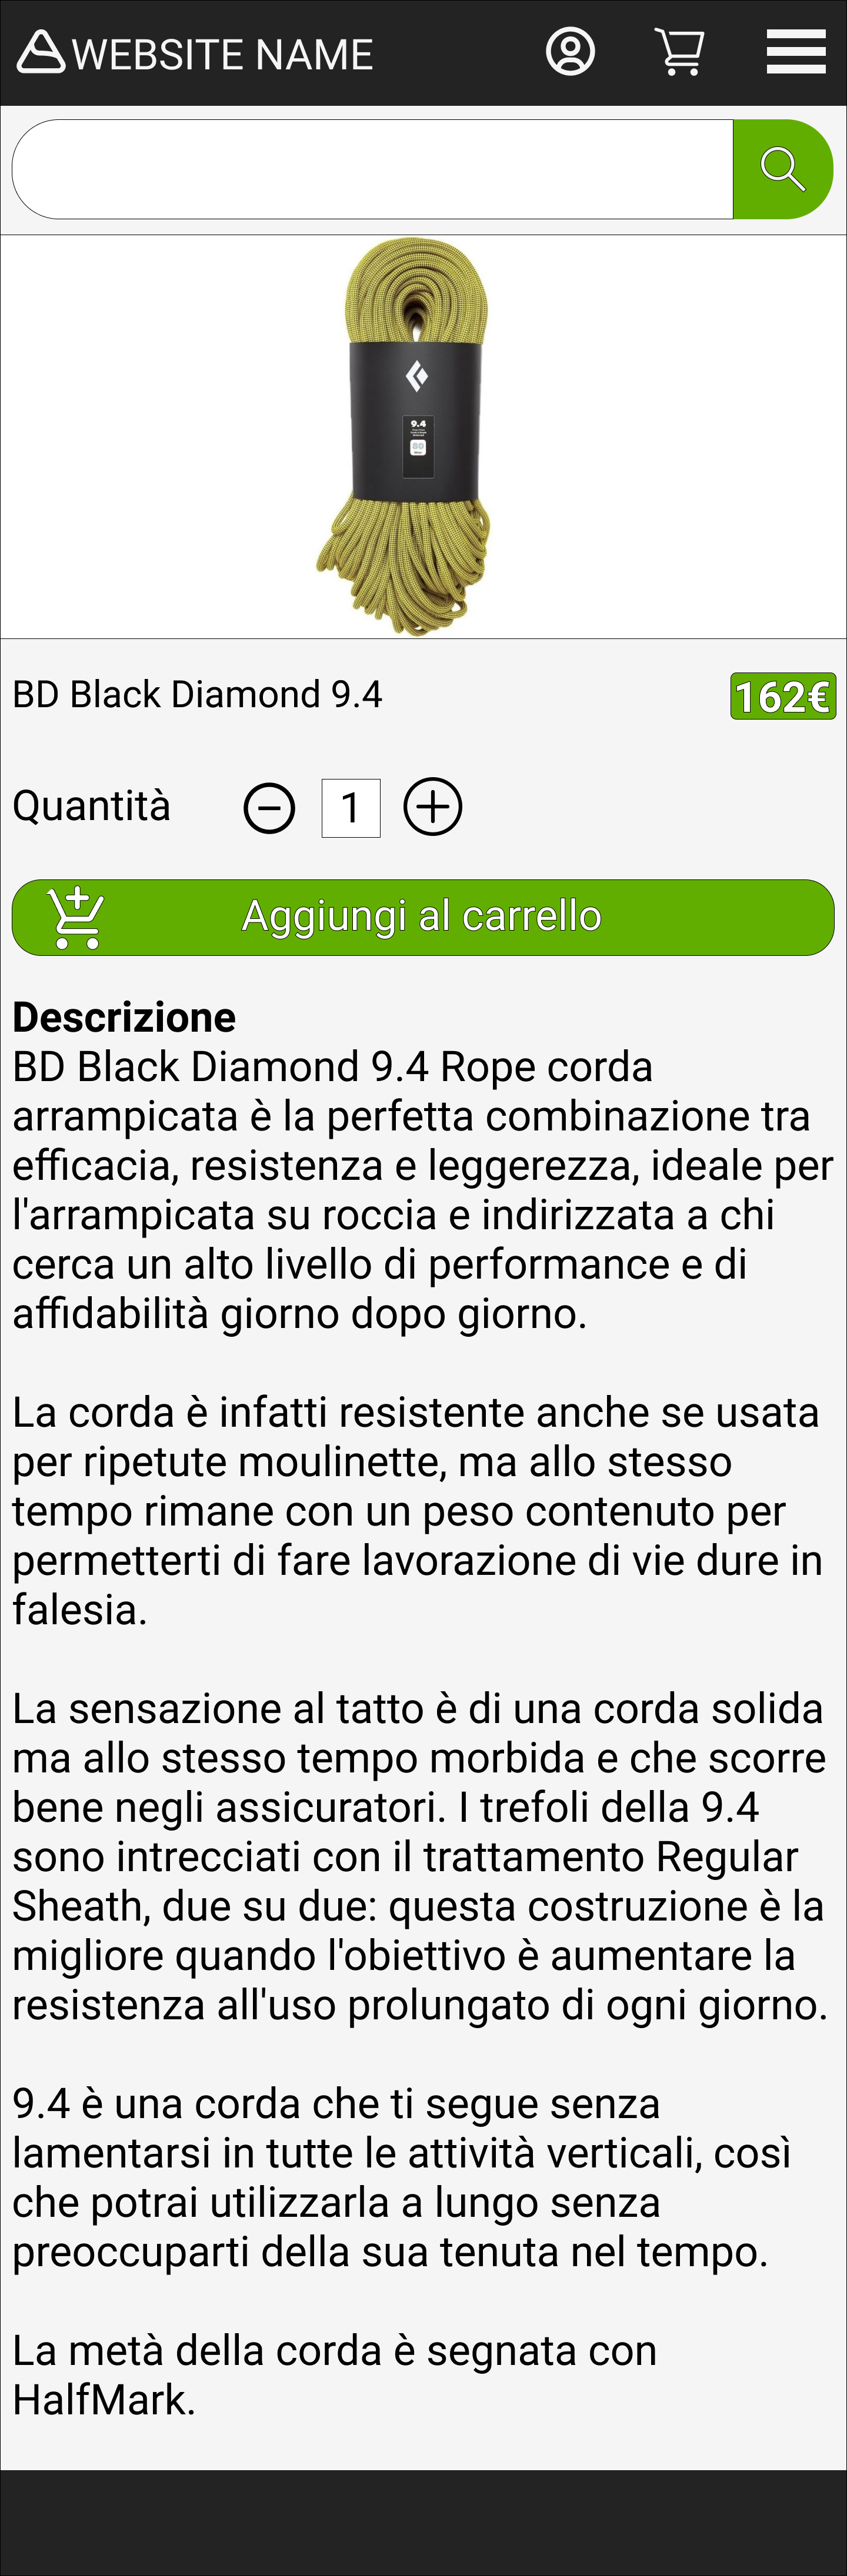 WEBSITE NAME
9.4
80
BD Black Diamond 9.4
162€
Quantità
1
Aggiungi al carrello
Descrizione
BD Black Diamond 9.4 Rope corda
arrampicata è la perfetta combinazione tra
efficacia, resistenza e leggerezza, ideale per
l'arrampicata su roccia e indirizzata a chi
cerca un alto livello di performance e di
affidabilità giorno dopo giorno.
La corda è infatti resistente anche se usata
per ripetute moulinette, ma allo stesso
tempo rimane con un peso contenuto per
permetterti di fare lavorazione di vie dure in
falesia.
La sensazione al tatto è di una corda solida
ma allo stesso tempo morbida e che scorre
bene negli assicuratori. I trefoli della 9.4
sono intrecciati con il trattamento Regular
Sheath, due su due: questa costruzione è la
migliore quando l'obiettivo è aumentare la
resistenza all'uso prolungato di ogni giorno.
9.4 è una corda che ti segue senza
lamentarsi in tutte le attività verticali, così
che potrai utilizzarla a lungo senza
preoccuparti della sua tenuta nel tempo.
La metà della corda è segnata con
HalfMark.